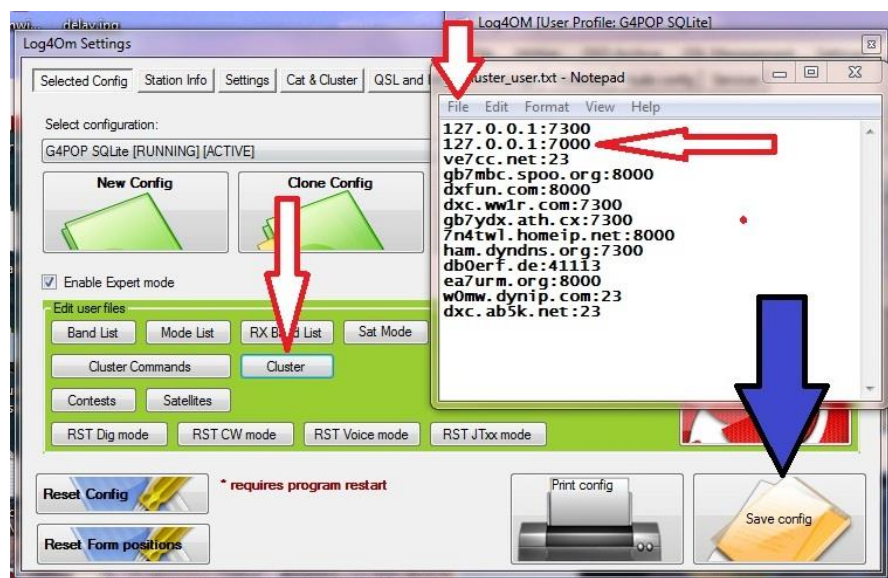 delaying
Log4OM [User Profile: G4POP SQLite]
Log4Om Settings
Selected Config
Station Info
Settings
Cat & Cluster
QSL and
cluster_user.txt - Notepad
File Edit Format View Help
127.0.0.1:7300
127.0.0.1:7000
ve7cc.net:23
gb7mbc.spoo.org:8000
dxfun.com:8000
dxc.ww1r.com:7300
gb7ydx.ath.cx:7300
7n4twl.homeip.net:8000
ham.dyndns.org:7300
db0erf.de:41113
ea7urm.org:8000
w0mw.dynip.com:23
dxc.ab5k.net:23
Select configuration:
G4POP SQLite [RUNNING] [ACTIVE]
New Config
Clone Config
Enable Expert mode
Edit user files
Band List
Mode List
RX Band List
Sat Mode
Cluster Commands
Cluster
Contests
Satellites
RST Dig mode
RST CW mode
RST Voice mode
RST JTxx mode
Reset Config
* requires program restart
Print config
Save config
Reset Form positions